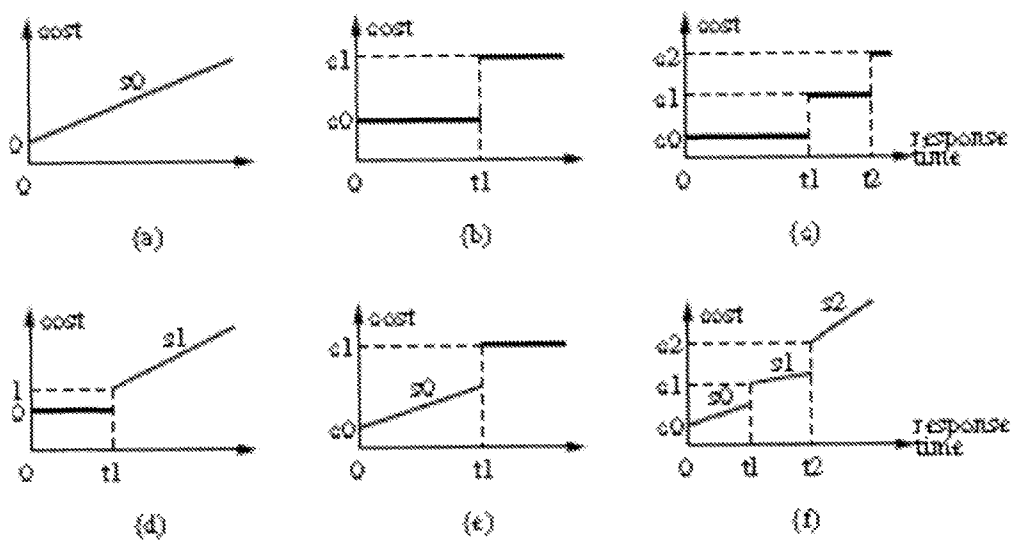 cost
s0
0
0
(a)
cost
c1
c0
0
t1
(b)
cost
c2
c1
c0
0
t1
t2
response
time
(c)
cost
s1
1
0
0
t1
(d)
cost
c1
s0
c0
0
t1
(e)
cost
s2
c2
s1
c1
s0
c0
0
t1
t2
response
time
(f)